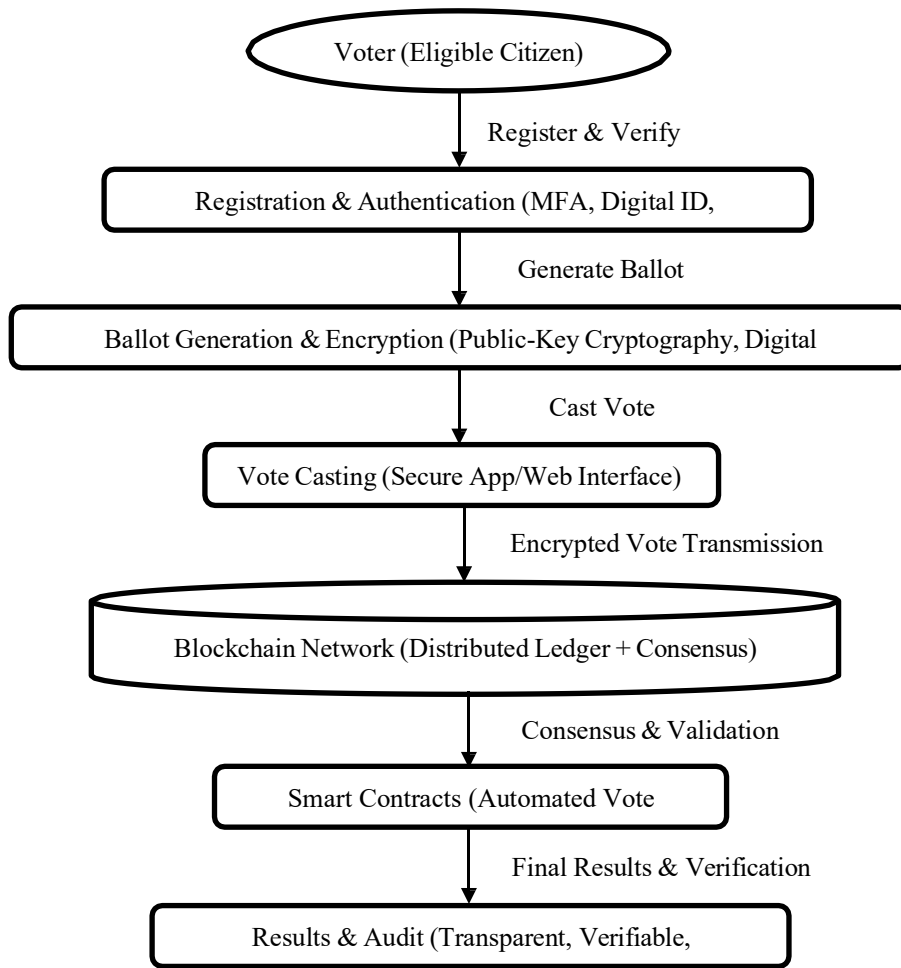 Voter (Eligible Citizen)
Register & Verify
Registration & Authentication (MFA, Digital ID,
Generate Ballot
Ballot Generation & Encryption (Public-Key Cryptography, Digital
Cast Vote
Vote Casting (Secure App/Web Interface)
Encrypted Vote Transmission
Blockchain Network (Distributed Ledger + Consensus)
Consensus & Validation
Smart Contracts (Automated Vote
Final Results & Verification
Results & Audit (Transparent, Verifiable,